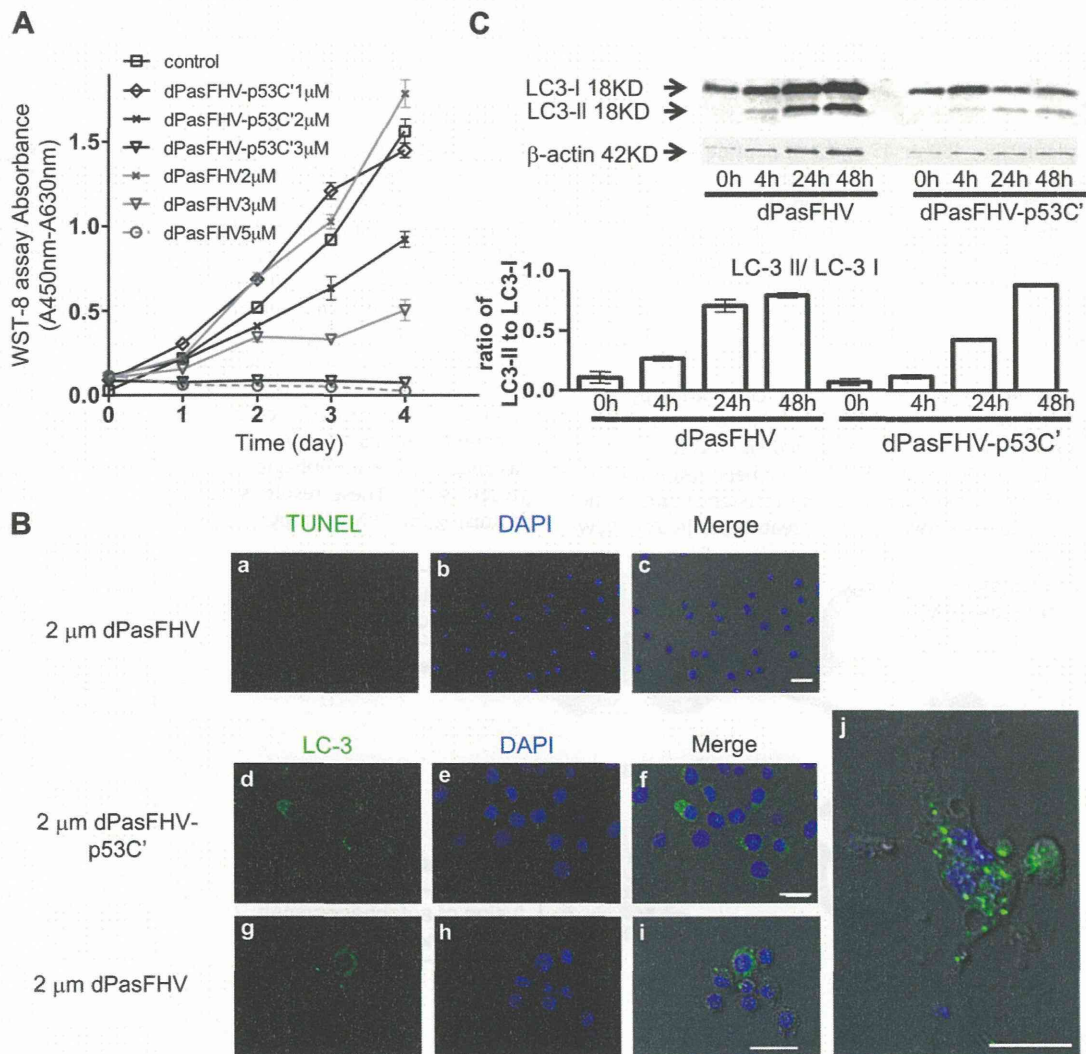 A
WST-8 assay Absorbance
(A450nm-A630nm)
1.5
1.0
0.5
0.0
0 1 2 3 4
Time (day)
control
dPasFHV-p53C'1μM
dPasFHV-p53C'2μM
dPasFHV-p53C'3μM
dPasFHV2μM
dPasFHV3μM
dPasFHV5μM
C
LC3-I 18KD
LC3-II 18KD
β-actin 42KD
0h 4h 24h 48h 0h 4h 24h 48h
dPasFHV dPasFHV-p53C'
LC-3 II/ LC-3 I
ratio of
LC3-II to LC3-I
1.0
0.5
0.0
0h 4h 24h 48h 0h 4h 24h 48h
dPasFHV dPasFHV-p53C'
B
TUNEL DAPI Merge
2 μm dPasFHV
a b c
LC-3 DAPI Merge
2 μm dPasFHV-
p53C'
d e f
2 μm dPasFHV
g h i
j